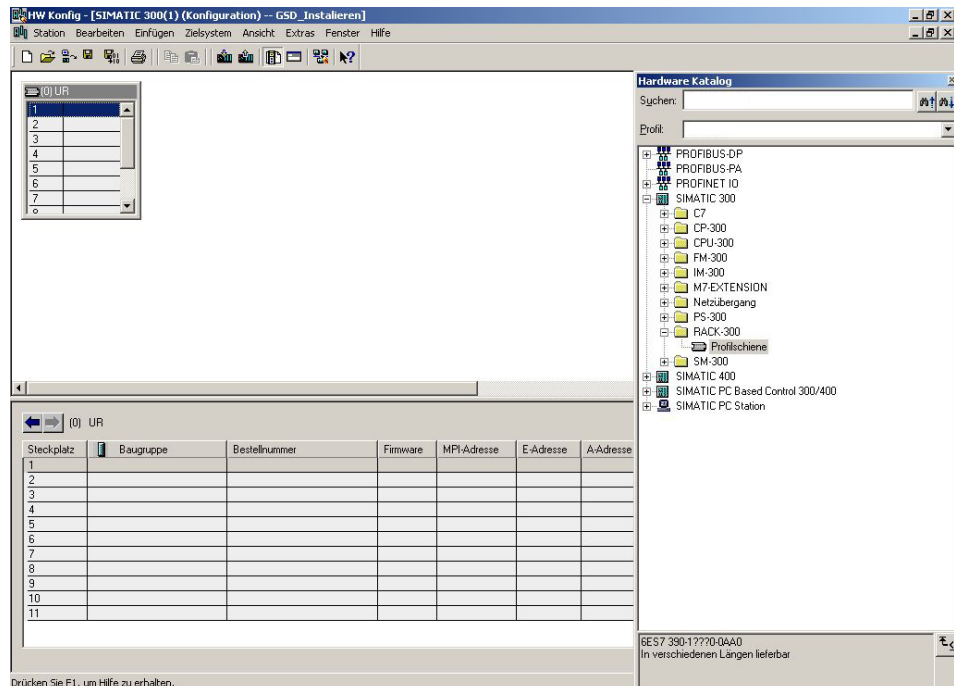 HW Konfig - [SIMATIC 300(1) (Konfiguration) -- GSD_Instalieren]
Station Bearbeiten Einfügen Zielsystem Ansicht Extras Fenster Hilfe
(0) UR
1
2
3
4
5
6
7
8
Hardware Katalog
Suchen:
Profil:
PROFIBUS-DP
PROFIBUS-PA
PROFINET IO
SIMATIC 300
C7
CP-300
CPU-300
FM-300
IM-300
M7-EXTENSION
Netzübergang
PS-300
RACK-300
Profilschiene
SM-300
SIMATIC 400
SIMATIC PC Based Control 300/400
SIMATIC PC Station
(0) UR
Steckplatz Baugruppe Bestellnummer Firmware MPI-Adresse E-Adresse A-Adresse
1
2
3
4
5
6
7
8
9
10
11
6ES7 390-1???0-0AA0
In verschiedenen Längen lieferbar
Drücken Sie F1, um Hilfe zu erhalten.